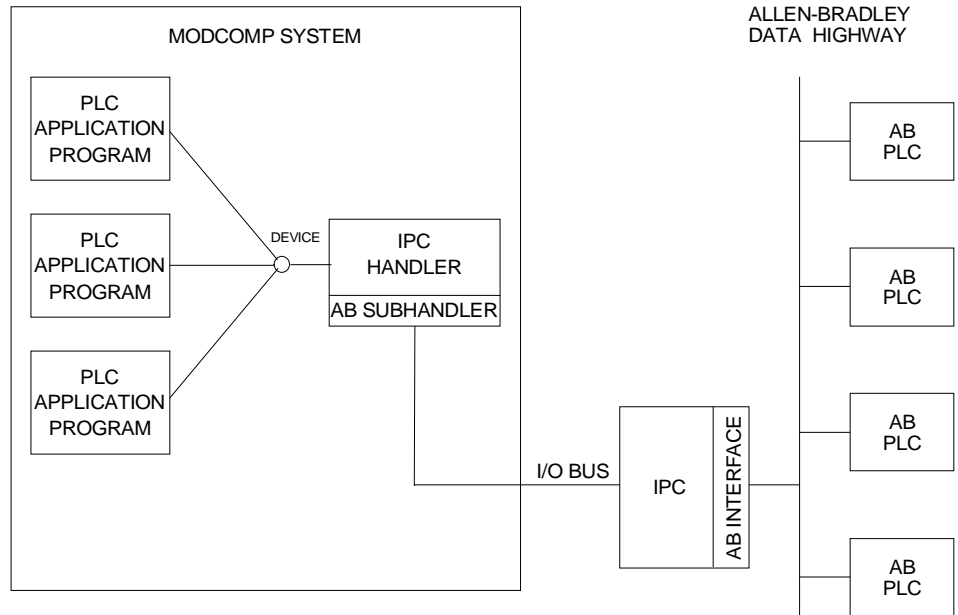 MODCOMP SYSTEM
PLC
APPLICATION
PROGRAM
PLC
APPLICATION
PROGRAM
PLC
APPLICATION
PROGRAM
DEVICE
IPC
HANDLER
AB SUBHANDLER
I/O BUS
IPC
AB INTERFACE
ALLEN-BRADLEY
DATA HIGHWAY
AB
PLC
AB
PLC
AB
PLC
AB
PLC